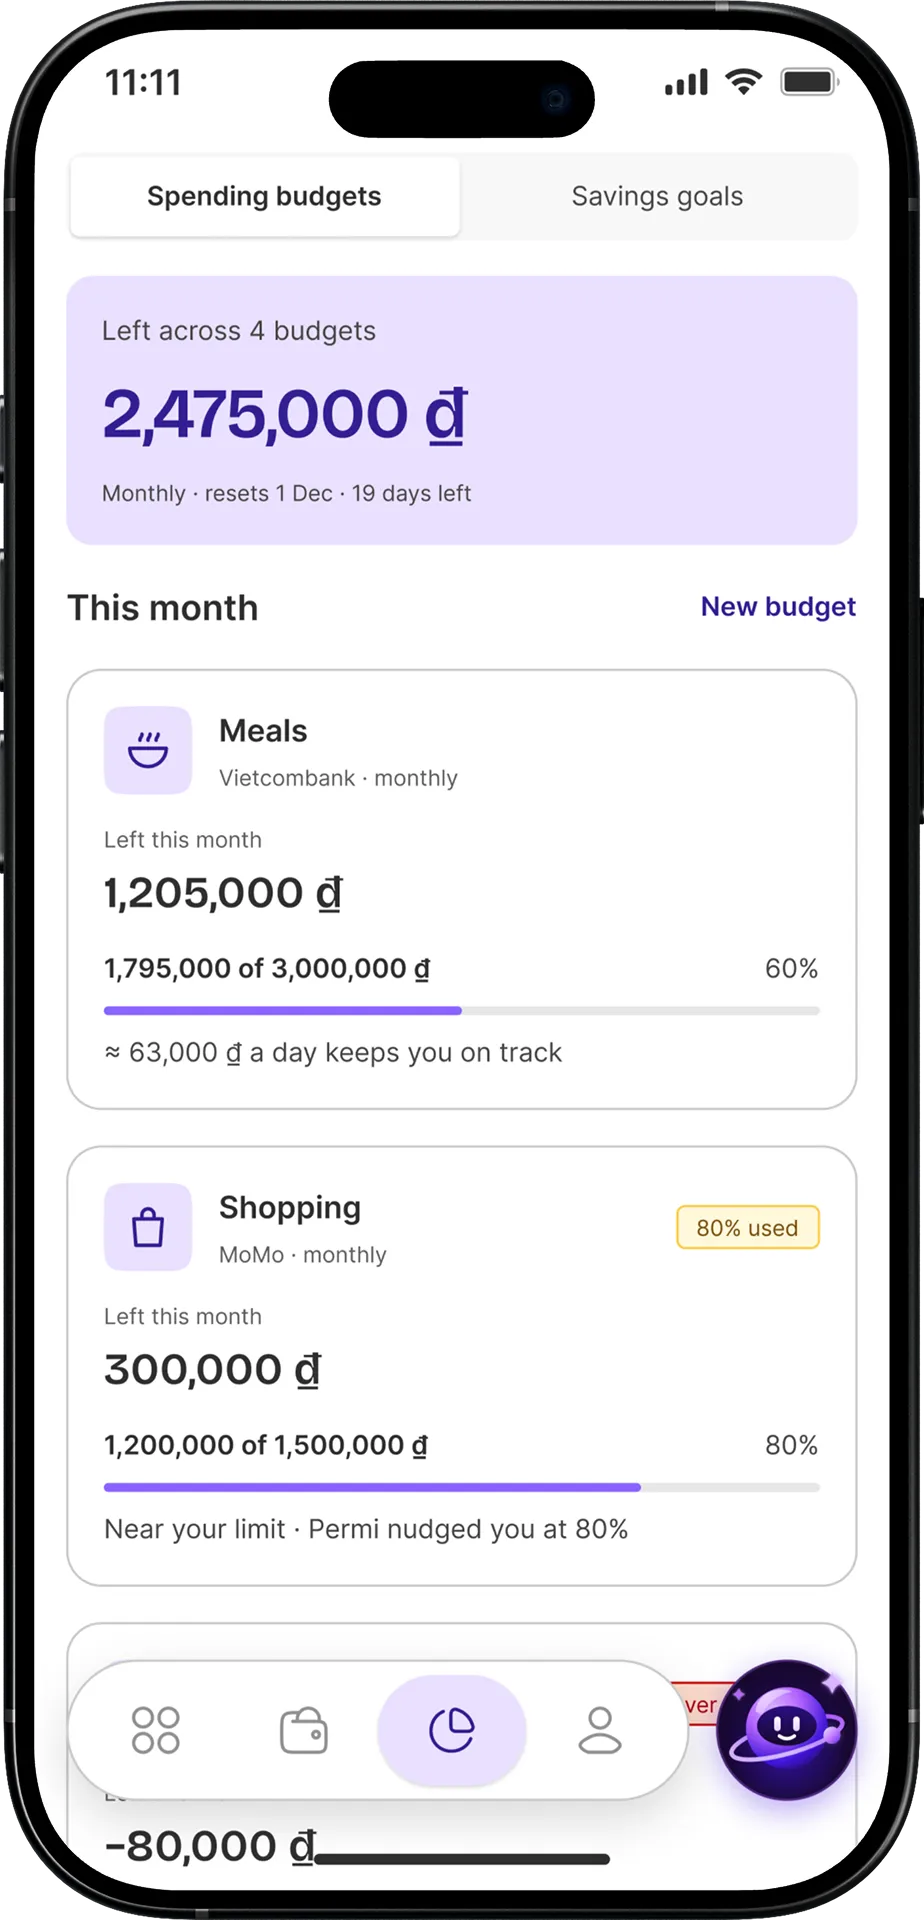 11:11
Spending budgets
Savings goals
Left across 4 budgets
2,475,000 ₫
Monthly · resets 1 Dec · 19 days left
This month
New budget
Meals
Vietcombank · monthly
Left this month
1,205,000 ₫
1,795,000 of 3,000,000 ₫
60%
≈ 63,000 ₫ a day keeps you on track
Shopping
MoMo · monthly
80% used
Left this month
300,000 ₫
1,200,000 of 1,500,000 ₫
80%
Near your limit · Permi nudged you at 80%
ver
−80,000 ₫